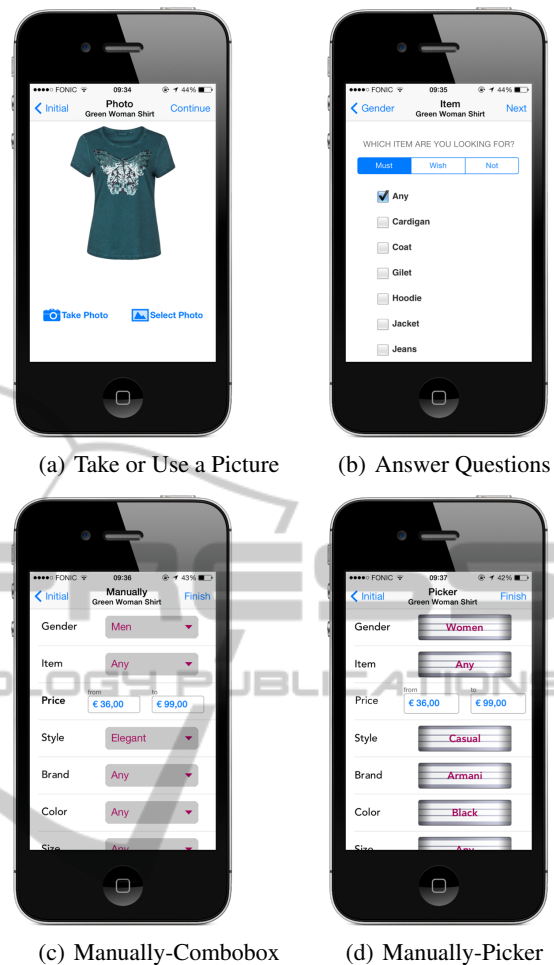 FONIC 09:34 44%
Initial Photo Continue
Green Woman Shirt
Take Photo Select Photo
(a) Take or Use a Picture
FONIC 09:35 44%
Gender Item Next
Green Woman Shirt
WHICH ITEM ARE YOU LOOKING FOR?
Must Wish Not
Any
Cardigan
Coat
Gilet
Hoodie
Jacket
Jeans
(b) Answer Questions
FONIC 09:36 43%
Initial Manually Finish
Green Woman Shirt
Gender Men
Item Any
from to
Price € 36,00 € 99,00
Style Elegant
Brand Any
Color Any
Size Any
(c) Manually-Combobox
FONIC 09:37 42%
Initial Picker Finish
Green Woman Shirt
Gender Women
Item Any
from to
Price € 36,00 € 99,00
Style Casual
Brand Armani
Color Black
Size Any
(d) Manually-Picker
PUBLICATIONS